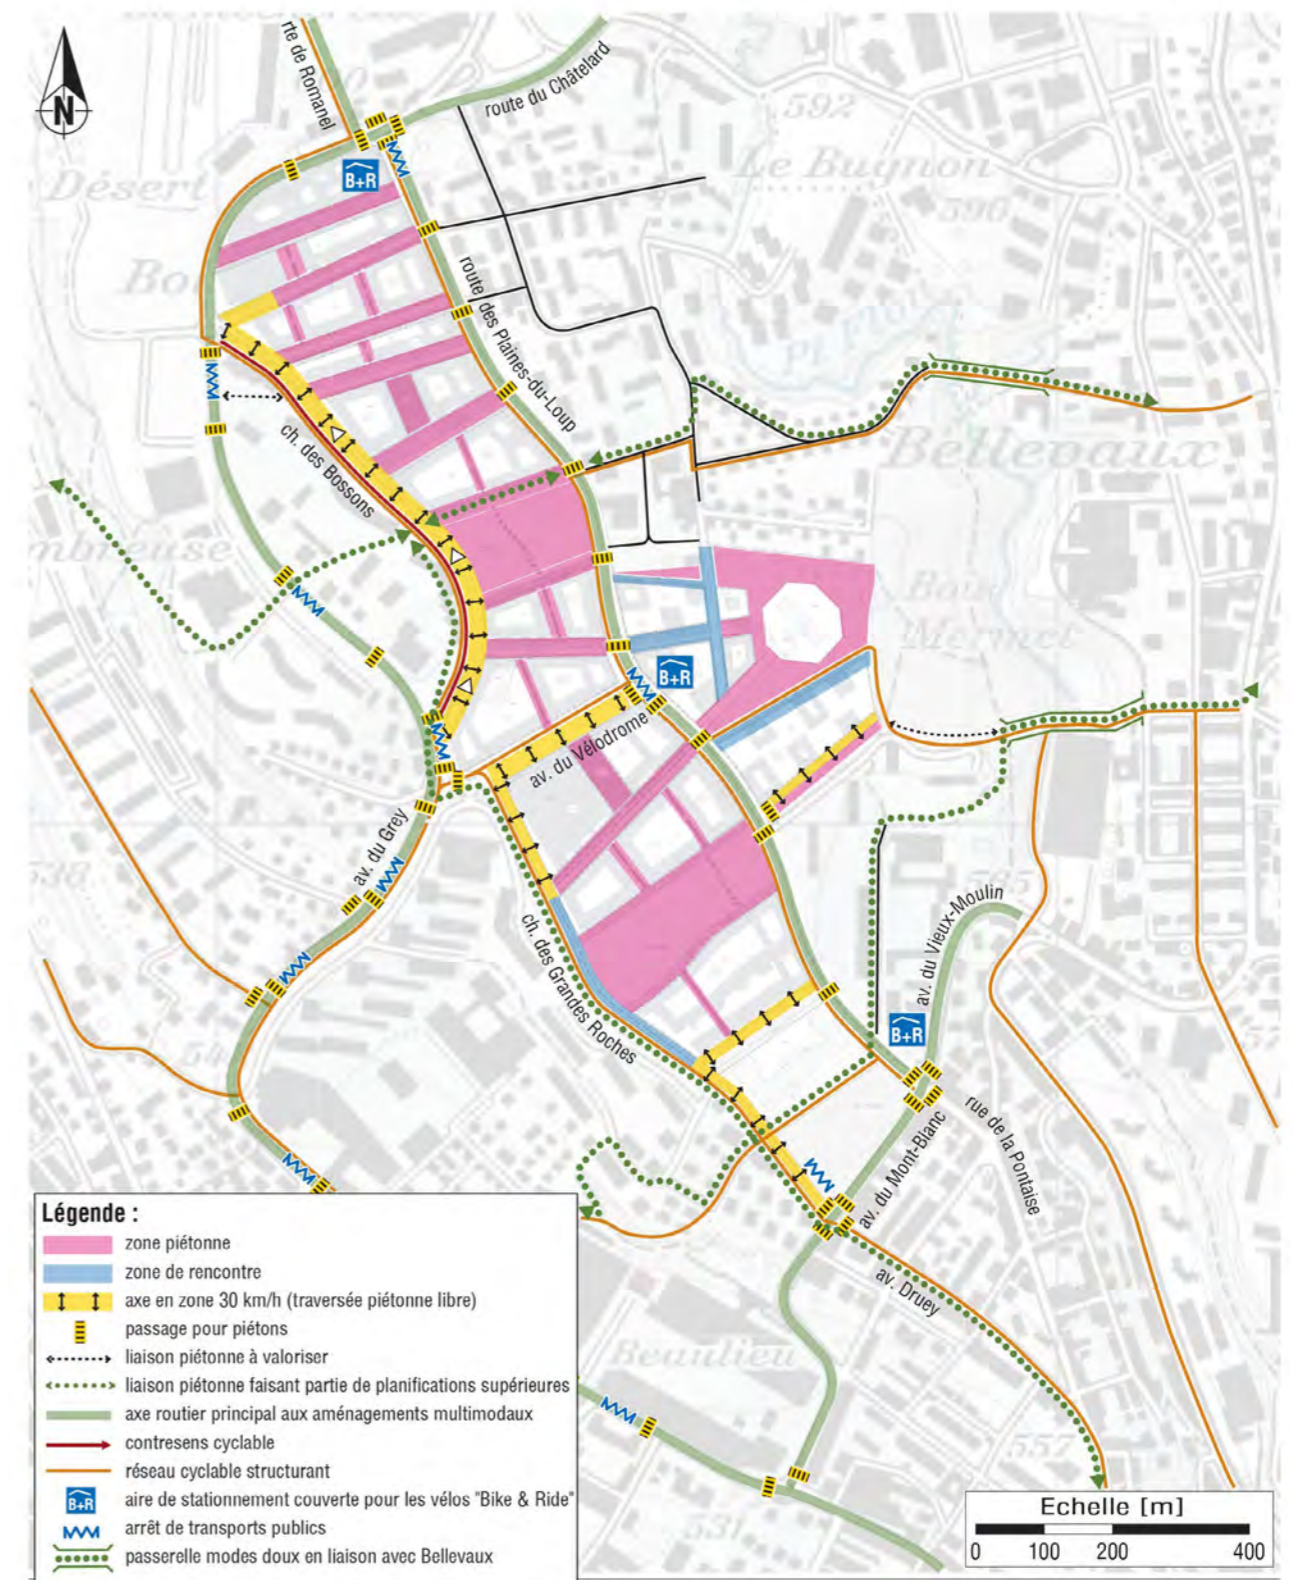 N
rte de Romanel
route du Châtelard
592
Désert
B+R
590
route des Plaines-du-Loup
ch. des Bossons
B+R
av. du Vélodrome
av. du Grey
530
ch. des Grandes Roches
av. du Vieux-Moulin
B+R
rue de la Pontaise
av. du Mont-Blanc
av. Druey
Beaulieu
557
531
Légende :
zone piétonne
zone de rencontre
axe en zone 30 km/h (traversée piétonne libre)
passage pour piétons
liaison piétonne à valoriser
liaison piétonne faisant partie de planifications supérieures
axe routier principal aux aménagements multimodaux
contresens cyclable
réseau cyclable structurant
B+R aire de stationnement couverte pour les vélos "Bike & Ride"
arrêt de transports publics
passerelle modes doux en liaison avec Bellevaux
Echelle [m]
0 100 200 400